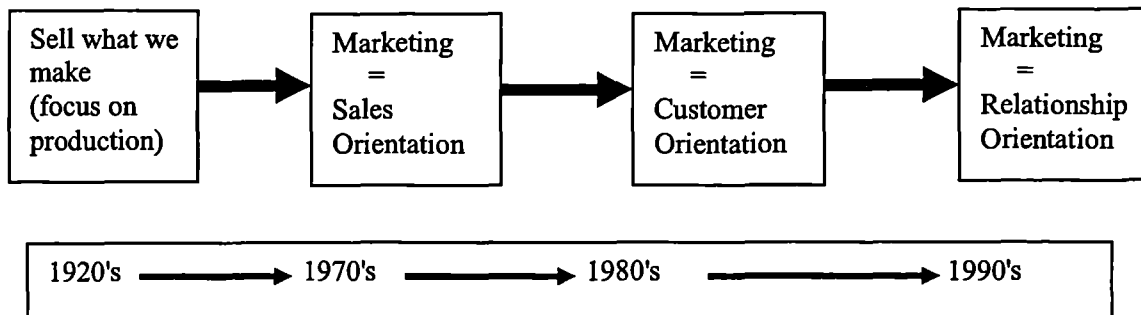 Sell what we
make
(focus on
production)
Marketing
=
Sales
Orientation
Marketing
=
Customer
Orientation
Marketing
=
Relationship
Orientation
1920's 1970's 1980's 1990's